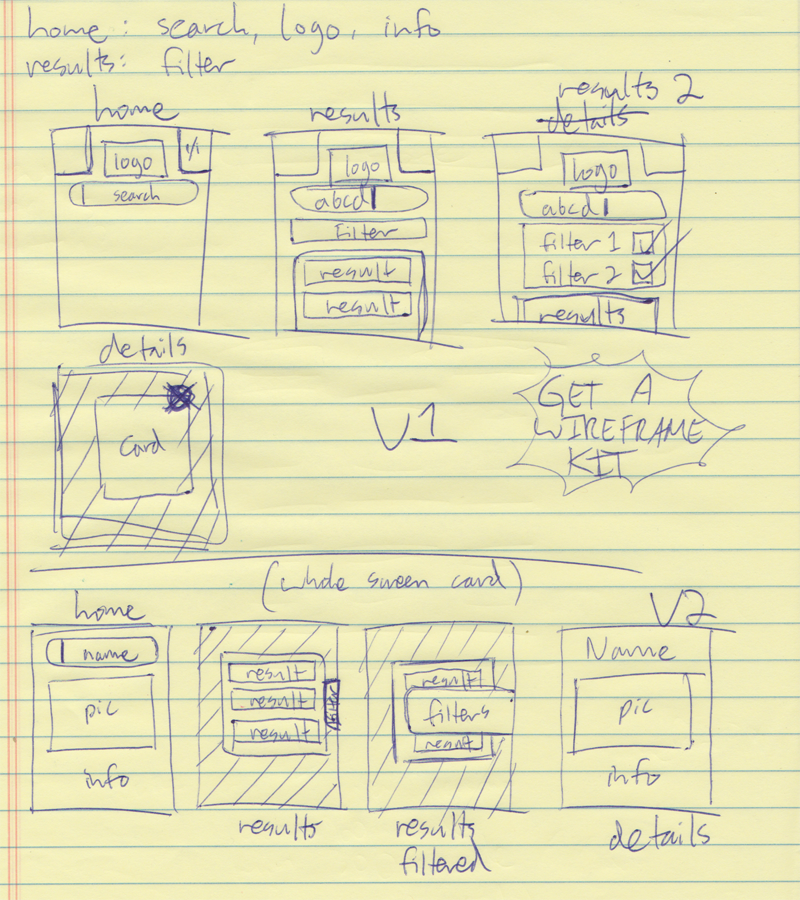 home: search, logo, info
results: filter
home
logo
search
results
logo
abcd
Filter
result
result
results 2
details
logo
abcd
filter 1
filter 2
results
details
card
V1
GET A
WIREFRAME
KIT
(whole screen card)
V2
home
name
pic
info
result
result
result
filter
results
result
filters
result
results
filtered
Name
pic
info
details